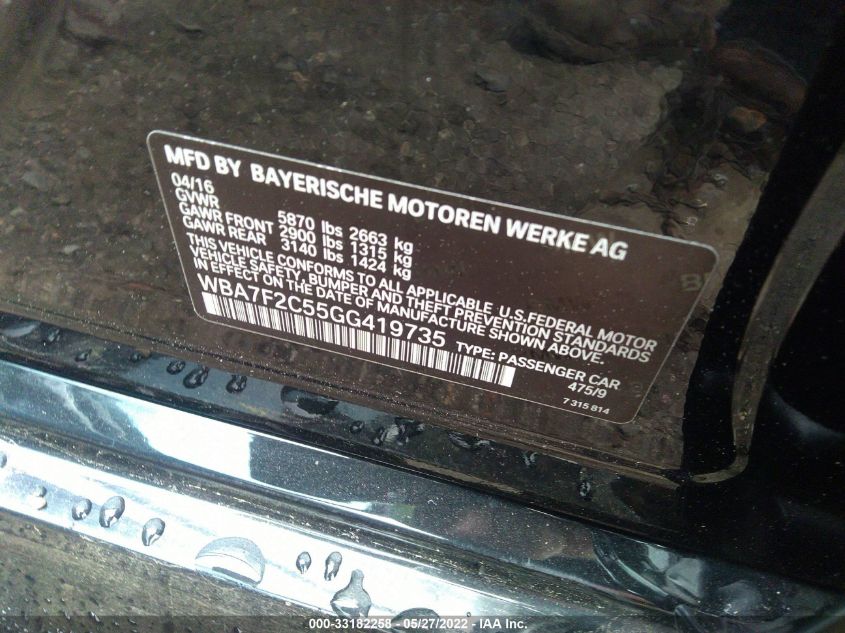 MFD BY BAYERISCHE MOTOREN WERKE AG
04/16
GVWR 5870 lbs 2663 kg
GAWR FRONT 2900 lbs 1315 kg
GAWR REAR 3140 lbs 1424 kg
THIS VEHICLE CONFORMS TO ALL APPLICABLE U.S.FEDERAL MOTOR
VEHICLE SAFETY, BUMPER, AND THEFT PREVENTION STANDARDS
IN EFFECT ON THE DATE OF MANUFACTURE SHOWN ABOVE.
WBA7F2C55GG419735 TYPE: PASSENGER CAR
475/9
7 315 814
000-33182258 - 05/27/2022 - IAA Inc.